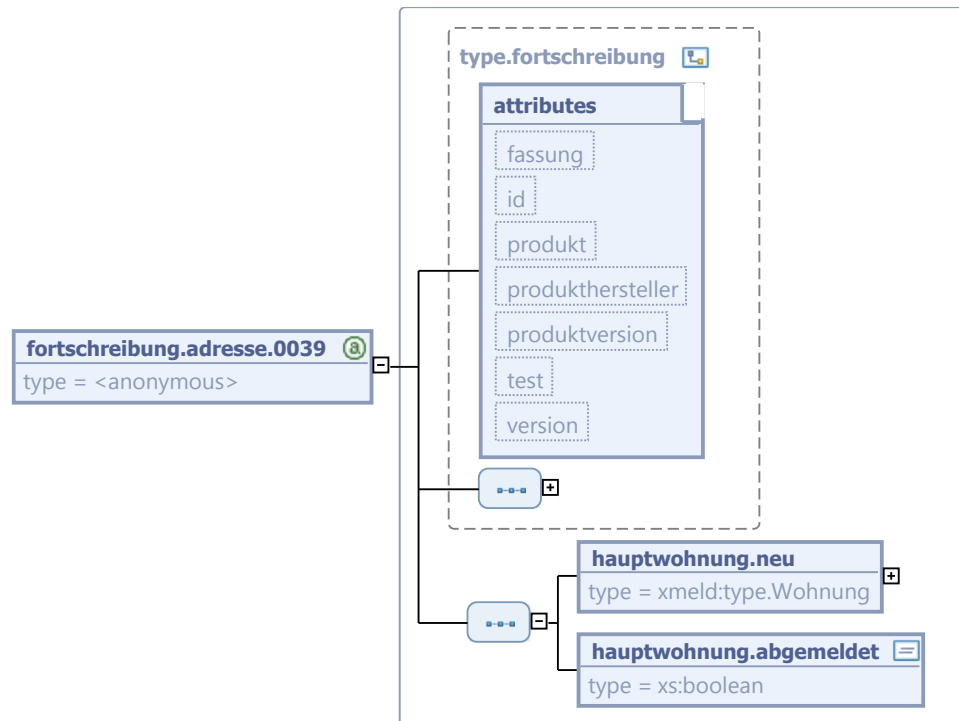 type.fortschreibung
attributes
fassung
id
produkt
produkthersteller
produktversion
test
version
fortschreibung.adresse.0039 a
type = <anonymous>
hauptwohnung.neu
type = xmeld:type.Wohnung
hauptwohnung.abgemeldet
type = xs:boolean